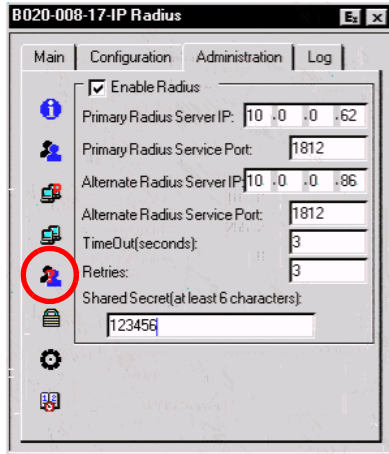 B020-008-17-IP Radius
Main Configuration Administration Log
Enable Radius
Primary Radius Server IP: 10 .0 .0 .62
Primary Radius Service Port: 1812
Alternate Radius Server IP: 10 .0 .0 .86
Alternate Radius Service Port: 1812
TimeOut(seconds): 3
Retries: 3
Shared Secret(at least 6 characters):
123456